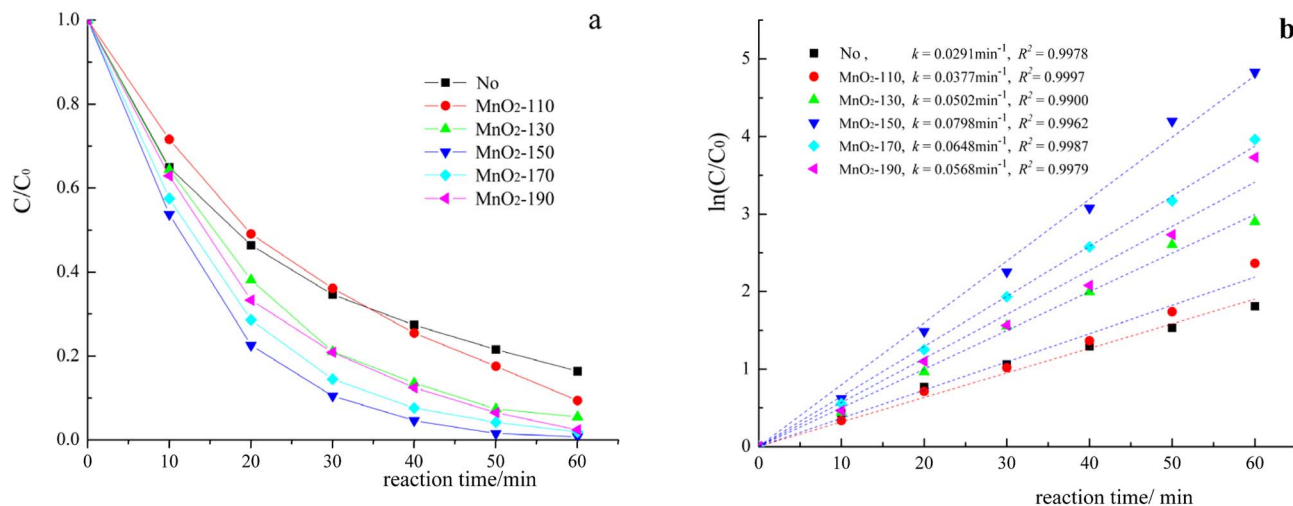 a
1.0
0.8
0.6
0.4
0.2
0.0
C/C₀
No
MnO₂-110
MnO₂-130
MnO₂-150
MnO₂-170
MnO₂-190
0 10 20 30 40 50 60
reaction time/min
b
5
4
3
2
1
0
ln(C/C₀)
No , k = 0.0291min⁻¹, R² = 0.9978
MnO₂-110, k = 0.0377min⁻¹, R² = 0.9997
MnO₂-130, k = 0.0502min⁻¹, R² = 0.9900
MnO₂-150, k = 0.0798min⁻¹, R² = 0.9962
MnO₂-170, k = 0.0648min⁻¹, R² = 0.9987
MnO₂-190, k = 0.0568min⁻¹, R² = 0.9979
0 10 20 30 40 50 60
reaction time/ min